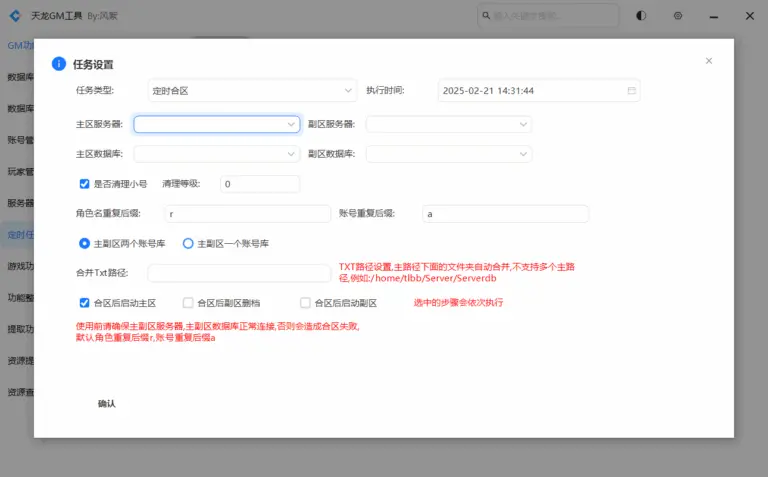 天龙GM工具 By:风絮
输入关键字搜索...
GM功
数据库
数据库
账号管
玩家管
服务器
定时任
游戏功
功能整
提取功
资源提
资源查
任务设置
任务类型: 定时合区 执行时间: 2025-02-21 14:31:44
主区服务器: 副区服务器:
主区数据库: 副区数据库:
是否清理小号 清理等级: 0
角色名重复后缀: r 账号重复后缀: a
主副区两个账号库 主副区一个账号库
合并Txt路径: TXT路径设置,主路径下面的文件夹自动合并,不支持多个主路
径,例如:/home/tlbb/Server/Serverdb
合区后启动主区 合区后副区删档 合区后启动副区 选中的步骤会依次执行
使用前请确保主副区服务器,主副区数据库正常连接,否则会造成合区失败,
默认角色重复后缀r,账号重复后缀a
确认